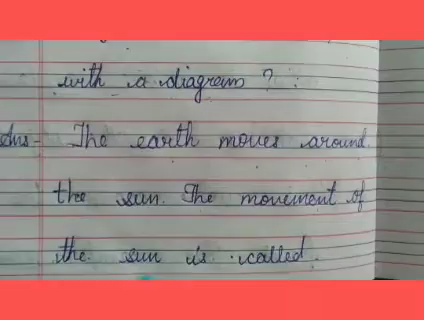 with a diagram ? :
Ans - The earth moves around
the sun. The movement of
the sun is called.